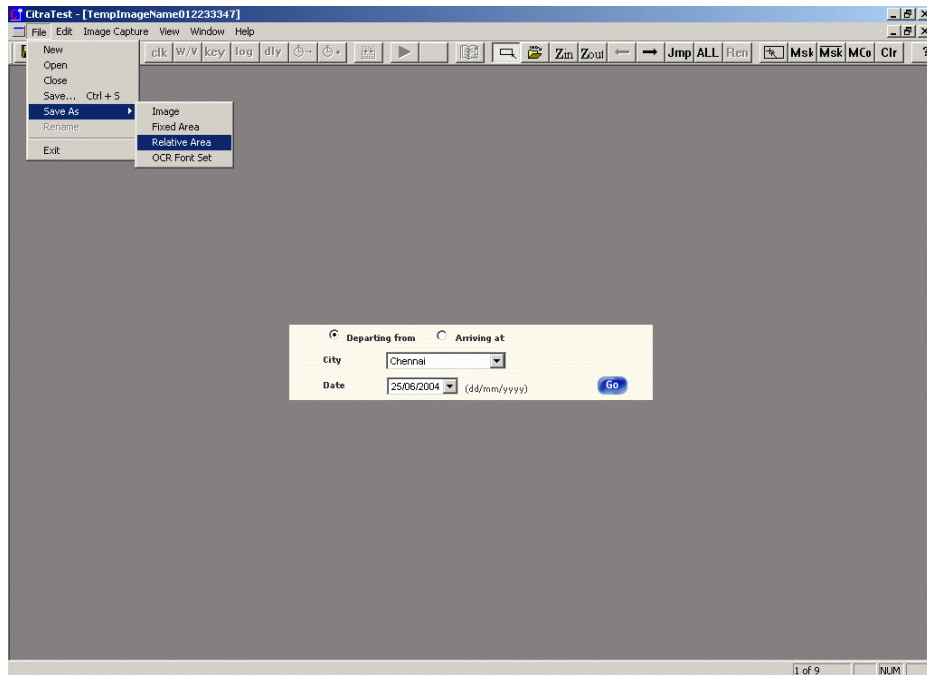 CitraTest - [TempImageName012233347]
File Edit Image Capture View Window Help
clk W/V key log dly Zin Zout Jmp ALL Ren Msk Msk MCo Clr ?
New
Open
Close
Save... Ctrl + S
Save As
Rename
Exit
Image
Fixed Area
Relative Area
OCR Font Set
Departing from Arriving at
City Chennai
Date 25/06/2004 (dd/mm/yyyy) Go
1 of 9 NUM